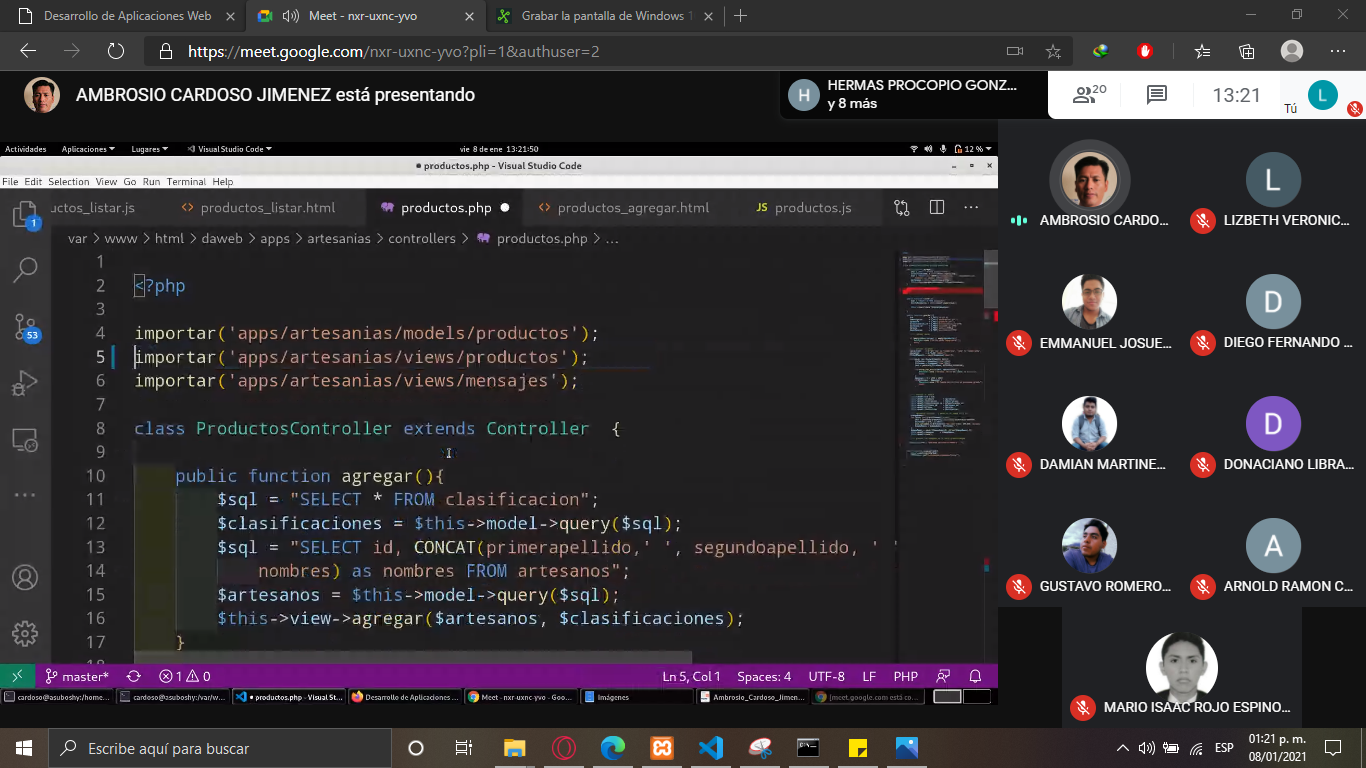 Desarrollo de Aplicaciones Web
Meet - nxr-uxnc-yvo
Grabar la pantalla de Windows 1
https://meet.google.com/nxr-uxnc-yvo?pli=1&authuser=2
AMBROSIO CARDOSO JIMENEZ está presentando
H
HERMAS PROCOPIO GONZ...
y 8 más
20
13:21
Tú
L
Actividades
Aplicaciones
Lugares
Visual Studio Code
vie 8 de ene 13:21:50
12 %
● productos.php - Visual Studio Code
File Edit Selection View Go Run Terminal Help
uctos_listar.js
<> productos_listar.html
productos.php
<> productos_agregar.html
JS productos.js
...
var > www > html > daweb > apps > artesanias > controllers > productos.php > ...
1
53
1
2 <?php
3
4 importar('apps/artesanias/models/productos');
5 importar('apps/artesanias/views/productos');
6 importar('apps/artesanias/views/mensajes');
7
8 class ProductosController extends Controller {
9
10 public function agregar(){
11 $sql = "SELECT * FROM clasificacion";
12 $clasificaciones = $this->model->query($sql);
13 $sql = "SELECT id, CONCAT(primerapellido,' ', segundoapellido, ' '
14 nombres) as nombres FROM artesanos";
15 $artesanos = $this->model->query($sql);
16 $this->view->agregar($artesanos, $clasificaciones);
17 }
master*
1
0
Ln 5, Col 1
Spaces: 4
UTF-8
LF
PHP
cardoso@asuboshy:/home...
cardoso@asuboshy:/var/w...
● productos.php - Visual St...
Desarrollo de Aplicaciones ...
Meet - nxr-uxnc-yvo - Goo...
Imágenes
Ambrosio_Cardoso_Jimen...
[meet.google.com está co...
AMBROSIO CARDO...
L
LIZBETH VERONIC...
EMMANUEL JOSUE...
D
DIEGO FERNANDO ...
DAMIAN MARTINE...
D
DONACIANO LIBRA...
GUSTAVO ROMERO...
A
ARNOLD RAMON C...
MARIO ISAAC ROJO ESPINO...
Escribe aquí para buscar
ESP
01:21 p. m.
08/01/2021